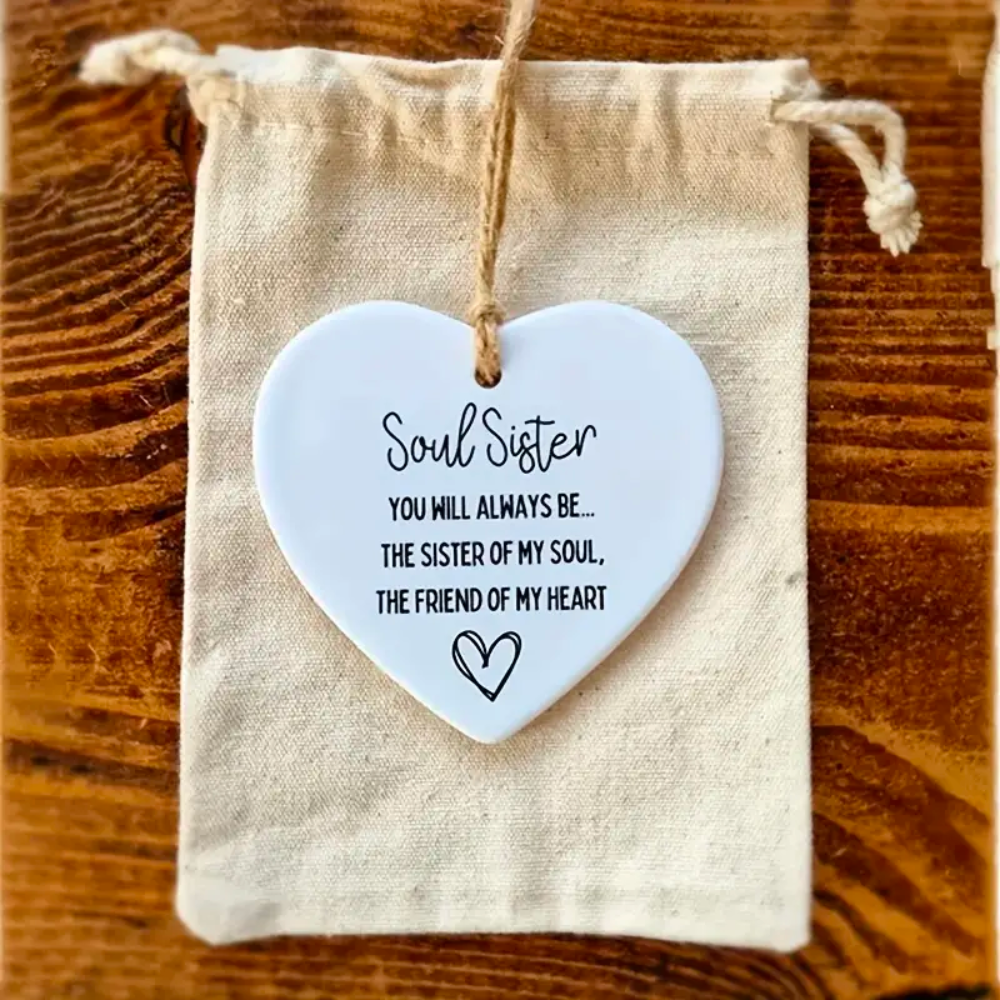 Soul Sister
YOU WILL ALWAYS BE...
THE SISTER OF MY SOUL,
THE FRIEND OF MY HEART